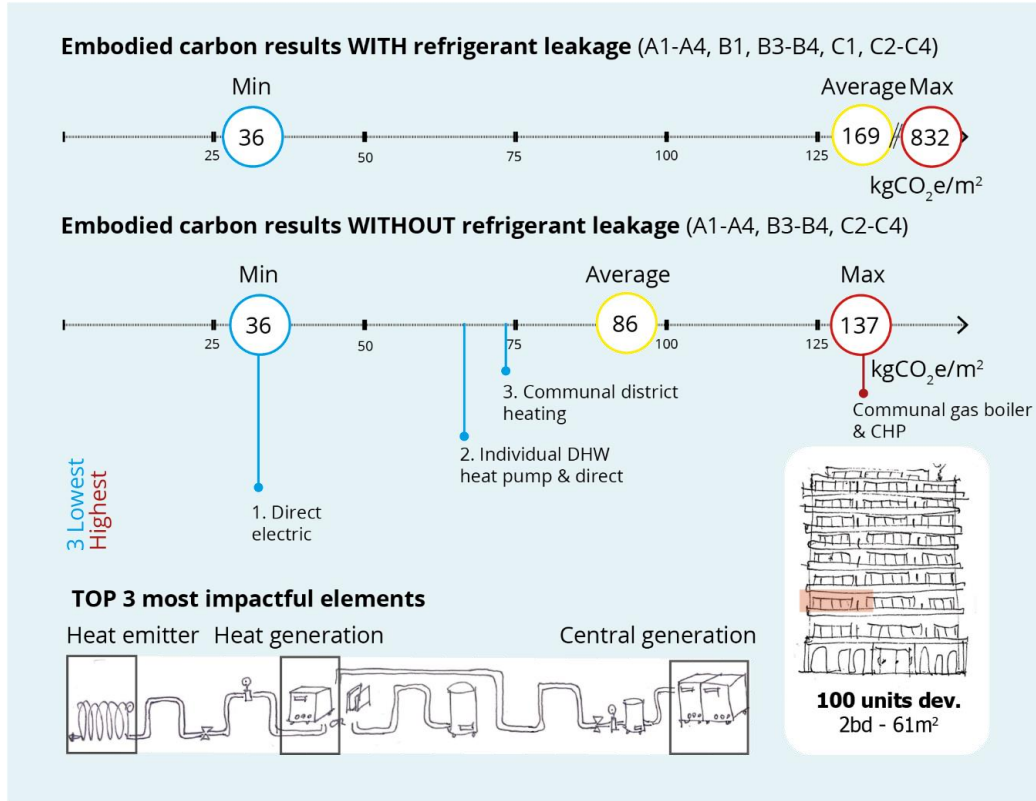 Embodied carbon results WITH refrigerant leakage (A1-A4, B1, B3-B4, C1, C2-C4)
Min
Average Max
36
169
832
25
50
75
100
125
kgCO₂e/m²
Embodied carbon results WITHOUT refrigerant leakage (A1-A4, B3-B4, C2-C4)
Min
Average
Max
36
86
137
25
50
75
100
125
kgCO₂e/m²
3. Communal district
heating
Communal gas boiler
& CHP
2. Individual DHW
heat pump & direct
1. Direct
electric
3 Lowest
Highest
TOP 3 most impactful elements
Heat emitter
Heat generation
Central generation
100 units dev.
2bd - 61m²